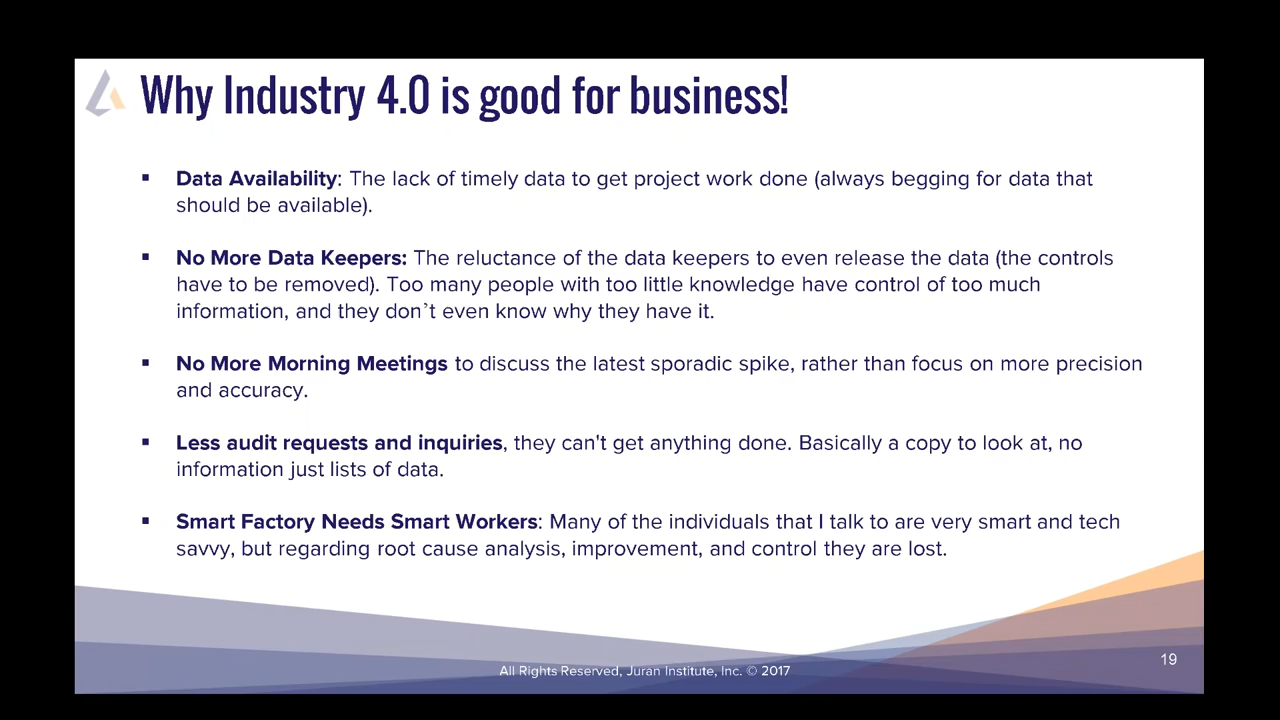 Why Industry 4.0 is good for business!
▪ Data Availability: The lack of timely data to get project work done (always begging for data that
should be available).
▪ No More Data Keepers: The reluctance of the data keepers to even release the data (the controls
have to be removed). Too many people with too little knowledge have control of too much
information, and they don’t even know why they have it.
▪ No More Morning Meetings to discuss the latest sporadic spike, rather than focus on more precision
and accuracy.
▪ Less audit requests and inquiries, they can't get anything done. Basically a copy to look at, no
information just lists of data.
▪ Smart Factory Needs Smart Workers: Many of the individuals that I talk to are very smart and tech
savvy, but regarding root cause analysis, improvement, and control they are lost.
19
All Rights Reserved, Juran Institute, Inc. © 2017